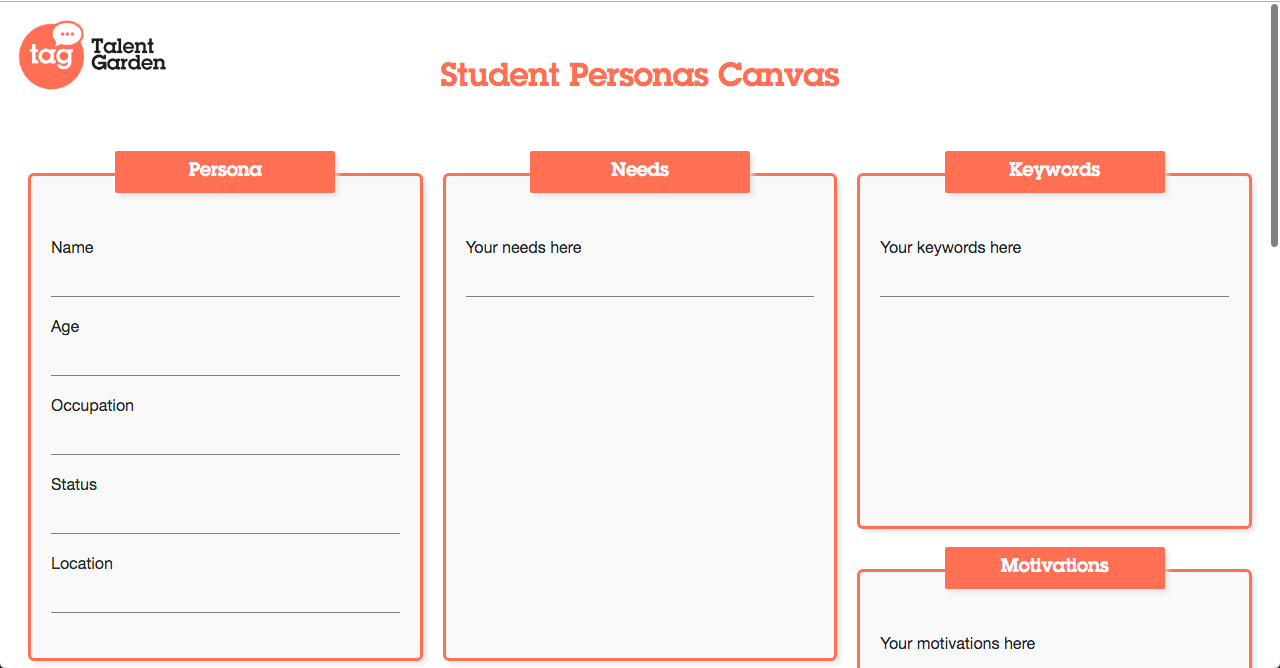 tag
Talent
Garden
Student Personas Canvas
Persona
Name
Age
Occupation
Status
Location
Needs
Your needs here
Keywords
Your keywords here
Motivations
Your motivations here